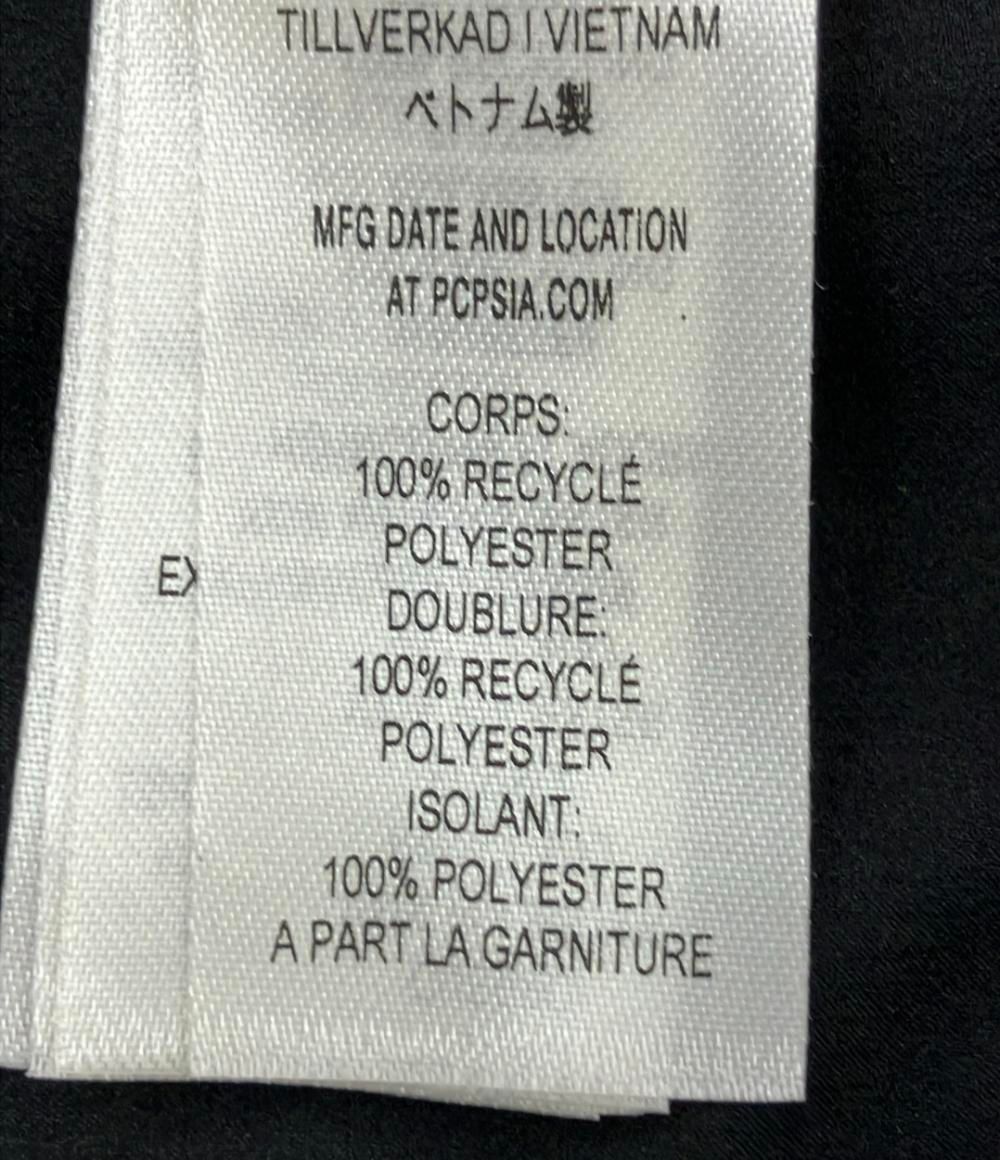 TILLVERKAD I VIETNAM
ベトナム製
MFG DATE AND LOCATION
AT PCPSIA.COM
CORPS:
100% RECYCLÉ
POLYESTER
DOUBLURE:
100% RECYCLÉ
POLYESTER
ISOLANT:
100% POLYESTER
A PART LA GARNITURE